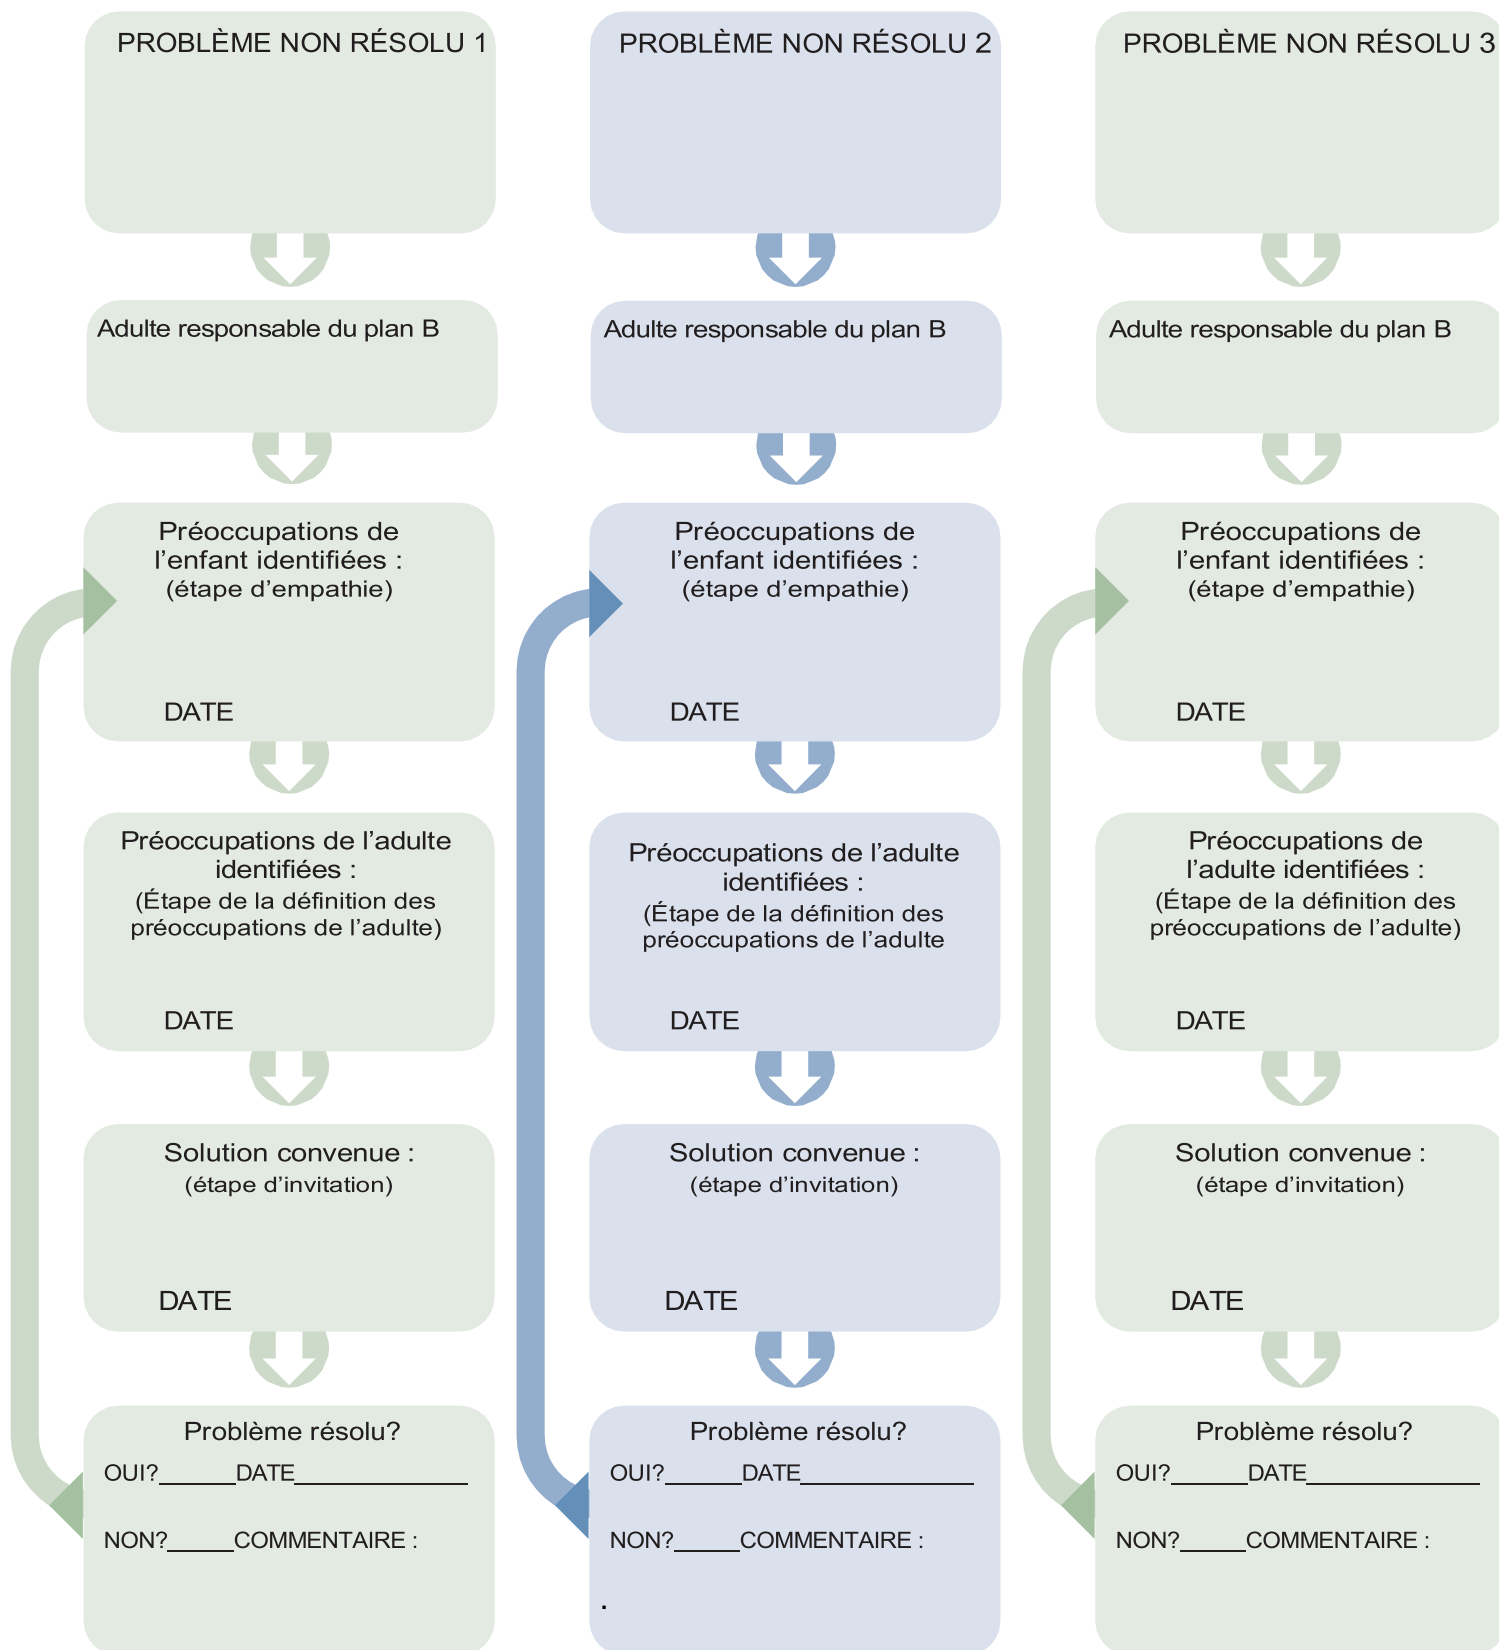 PROBLÈME NON RÉSOLU 1
Adulte responsable du plan B
Préoccupations de
l’enfant identifiées :
(étape d’empathie)
DATE
Préoccupations de l’adulte
identifiées :
(Étape de la définition des
préoccupations de l’adulte)
DATE
Solution convenue :
(étape d’invitation)
DATE
Problème résolu?
OUI?______DATE______________
NON?_____COMMENTAIRE :
PROBLÈME NON RÉSOLU 2
Adulte responsable du plan B
Préoccupations de
l’enfant identifiées :
(étape d’empathie)
DATE
Préoccupations de l’adulte
identifiées :
(Étape de la définition des
préoccupations de l’adulte
DATE
Solution convenue :
(étape d’invitation)
DATE
Problème résolu?
OUI?______DATE______________
NON?_____COMMENTAIRE :
.
PROBLÈME NON RÉSOLU 3
Adulte responsable du plan B
Préoccupations de
l’enfant identifiées :
(étape d’empathie)
DATE
Préoccupations de
l’adulte identifiées :
(Étape de la définition des
préoccupations de l’adulte)
DATE
Solution convenue :
(étape d’invitation)
DATE
Problème résolu?
OUI?______DATE______________
NON?_____COMMENTAIRE :